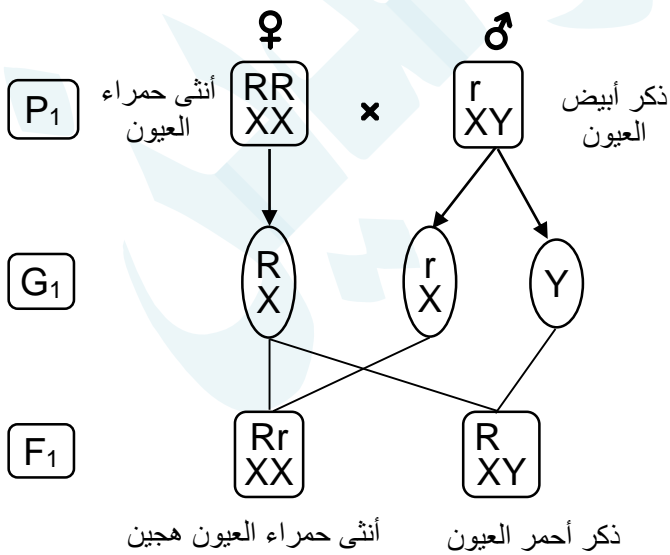 ♀ ♂
P₁
أنثى حمراء
العيون
RR
XX
×
r
XY
ذكر أبيض
العيون
G₁
R
X
r
X
Y
F₁
Rr
XX
R
XY
أنثى حمراء العيون هجين
ذكر أحمر العيون